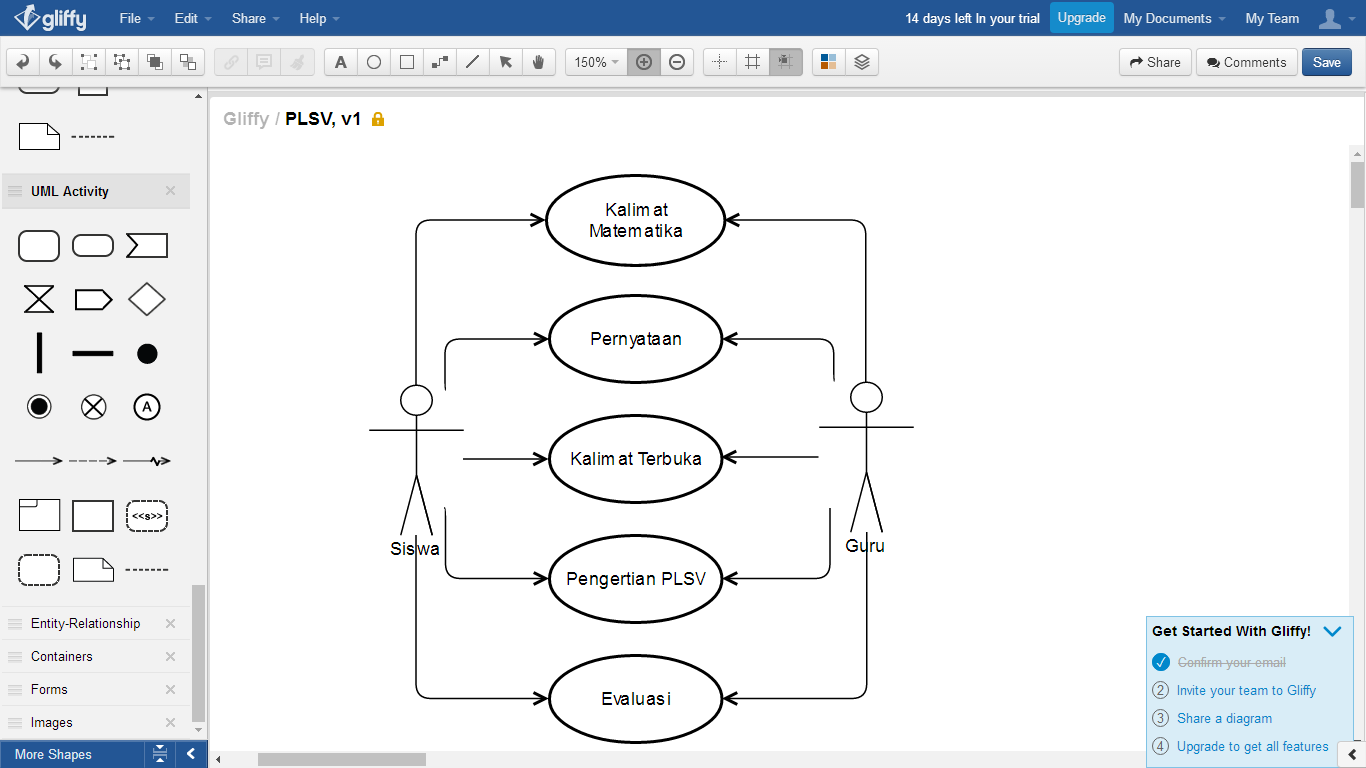 gliffy File Edit Share Help 14 days left In your trial Upgrade My Documents My Team
A 150% Share Comments Save
Gliffy / PLSV, v1
UML Activity
A
<<s>>
Entity-Relationship
Containers
Forms
Images
More Shapes
Kalimat
Matematika
Pernyataan
Kalimat Terbuka
Siswa
Guru
Pengertian PLSV
Evaluasi
Get Started With Gliffy!
Confirm your email
2 Invite your team to Gliffy
3 Share a diagram
4 Upgrade to get all features